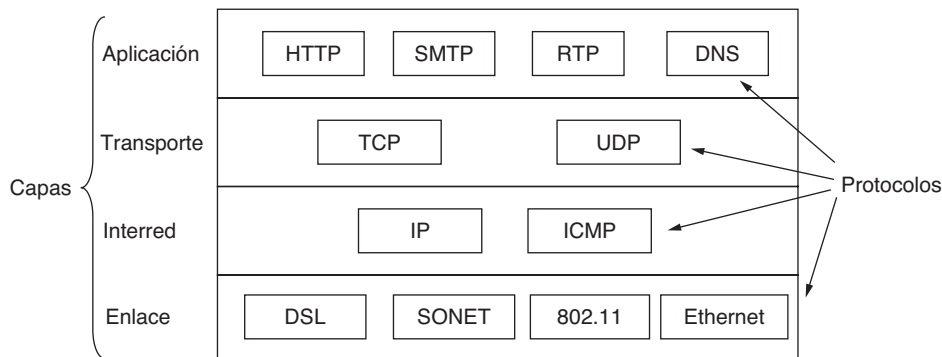 Aplicación
HTTP
SMTP
RTP
DNS
Transporte
TCP
UDP
Capas
Protocolos
Interred
IP
ICMP
Enlace
DSL
SONET
802.11
Ethernet